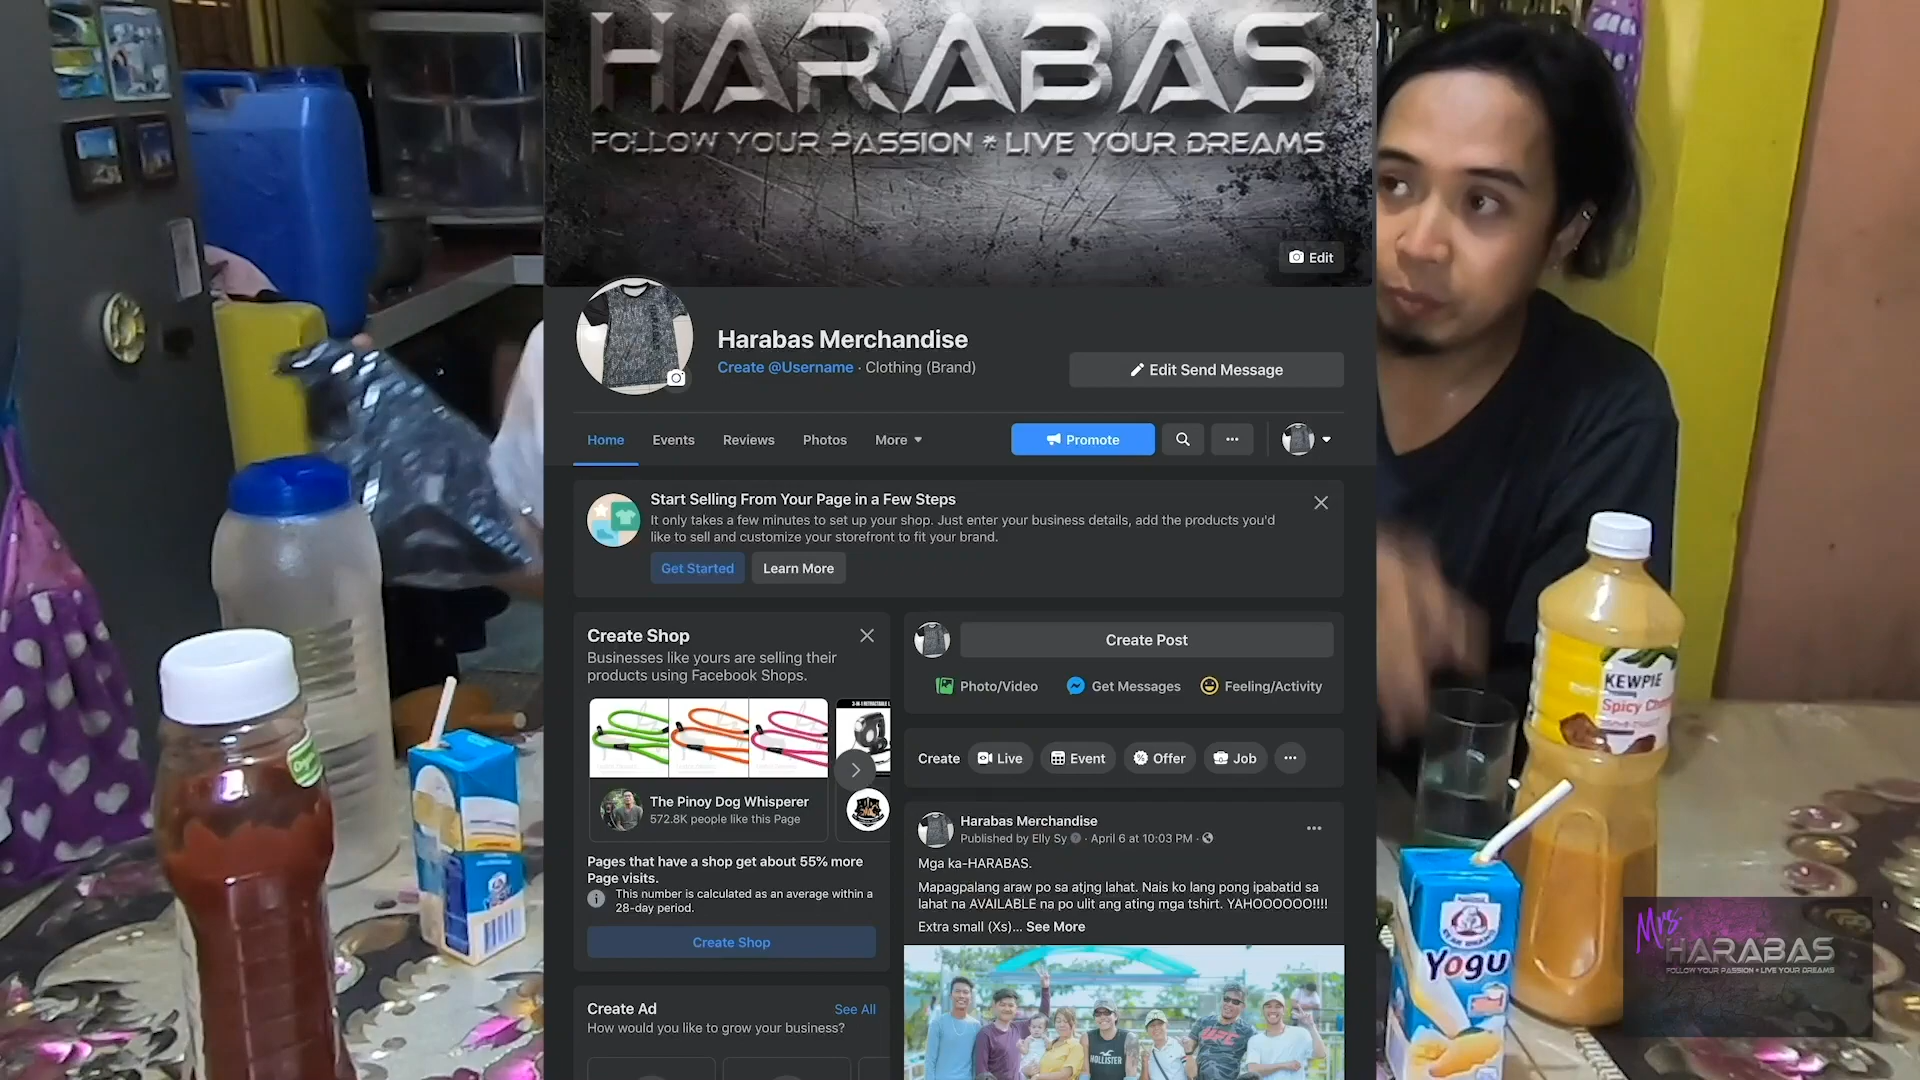 HARABAS
FOLLOW YOUR PASSION * LIVE YOUR DREAMS
Edit
Harabas Merchandise
Create @Username · Clothing (Brand)
Edit Send Message
Home
Events
Reviews
Photos
More
Promote
Start Selling From Your Page in a Few Steps
It only takes a few minutes to set up your shop. Just enter your business details, add the products you'd
like to sell and customize your storefront to fit your brand.
Get Started
Learn More
Create Shop
Businesses like yours are selling their
products using Facebook Shops.
The Pinoy Dog Whisperer
572.8K people like this Page
Pages that have a shop get about 55% more
Page visits.
This number is calculated as an average within a
28-day period.
Create Shop
Create Ad
See All
How would you like to grow your business?
Create Post
Photo/Video
Get Messages
Feeling/Activity
Create
Live
Event
Offer
Job
Harabas Merchandise
Published by Elly Sy · April 6 at 10:03 PM ·
Mga ka-HARABAS.
Mapagpalang araw po sa atjng lahat. Nais ko lang pong ipabatid sa
lahat na AVAILABLE na po ulit ang ating mga tshirt. YAHOOOOOO!!!!
Extra small (Xs)... See More
HOLLISTER
KEWPIE
Spicy
Yogu
Mrs.
HARABAS
FOLLOW YOUR PASSION * LIVE YOUR DREAMS